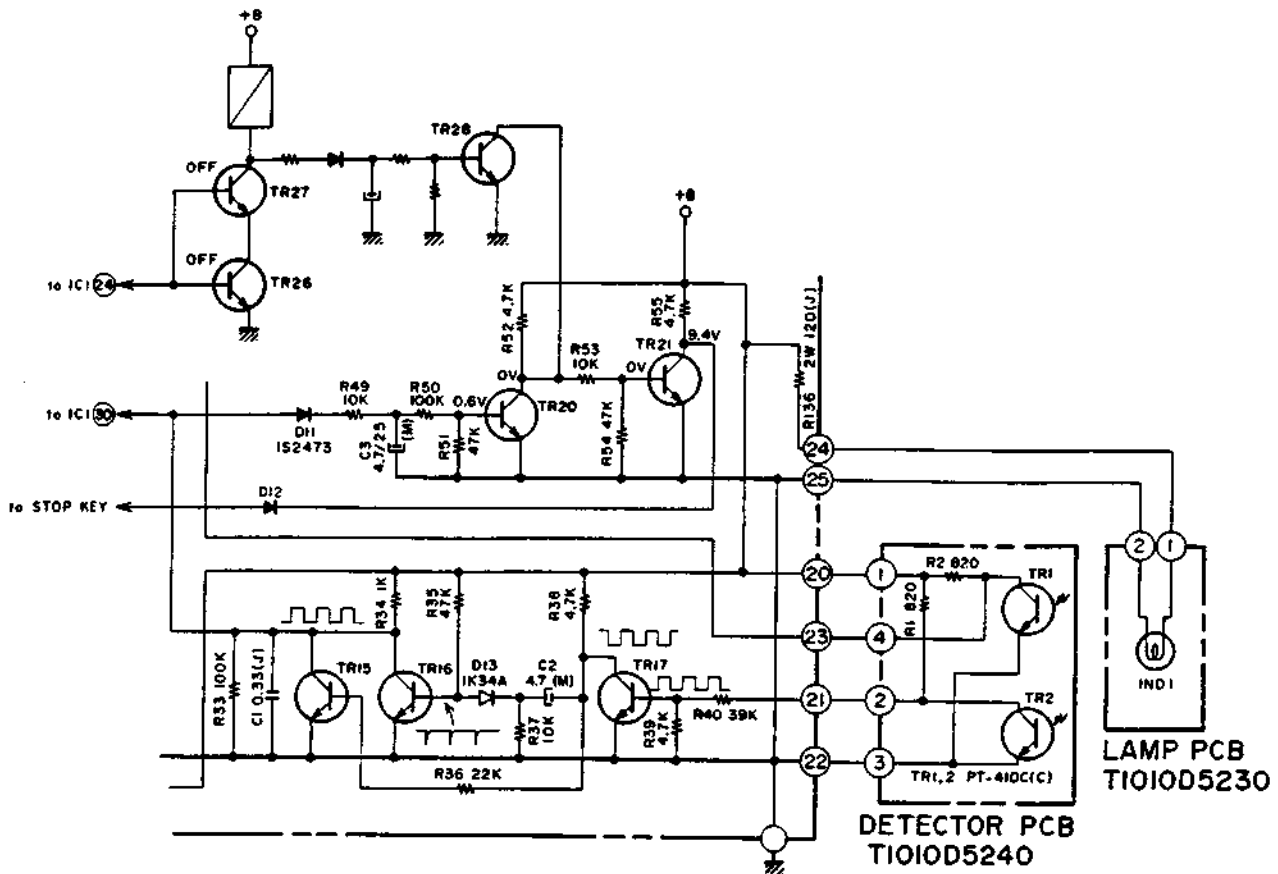 +B
TR28
OFF
TR27
OFF
TR26
to IC1 24
+B
R52 4.7K
R55
4.7K
9.4V
R136 2W 120(J)
R53
10K
TR21
0V
0V
R49
10K
R50
100K
0.6V
TR20
R54 47K
to IC1 30
D11
1S2473
C3
4.7/25
(M)
R51
47K
24
25
D12
to STOP KEY
2
1
20
1
R2 820
TR1
R34 1K
R35
47K
R38
4.7K
R1 820
23
4
IND1
TR15
TR16
D13
1K34A
C2
4.7(M)
TR17
R33 100K
C1 0.33(J)
R37
10K
R39
4.7K
R40 39K
21
2
TR2
22
3
R36 22K
TR1,2 PT-410C(C)
LAMP PCB
T1010D5230
DETECTOR PCB
T1010D5240